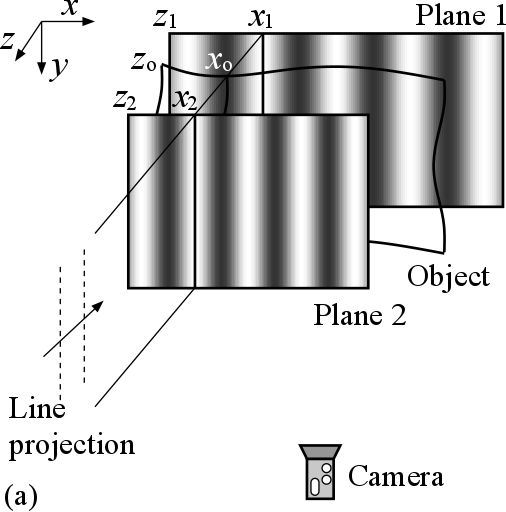 x
z
y
z1
x1
Plane 1
zo
xo
z2
x2
Object
Plane 2
Line
projection
Camera
(a)